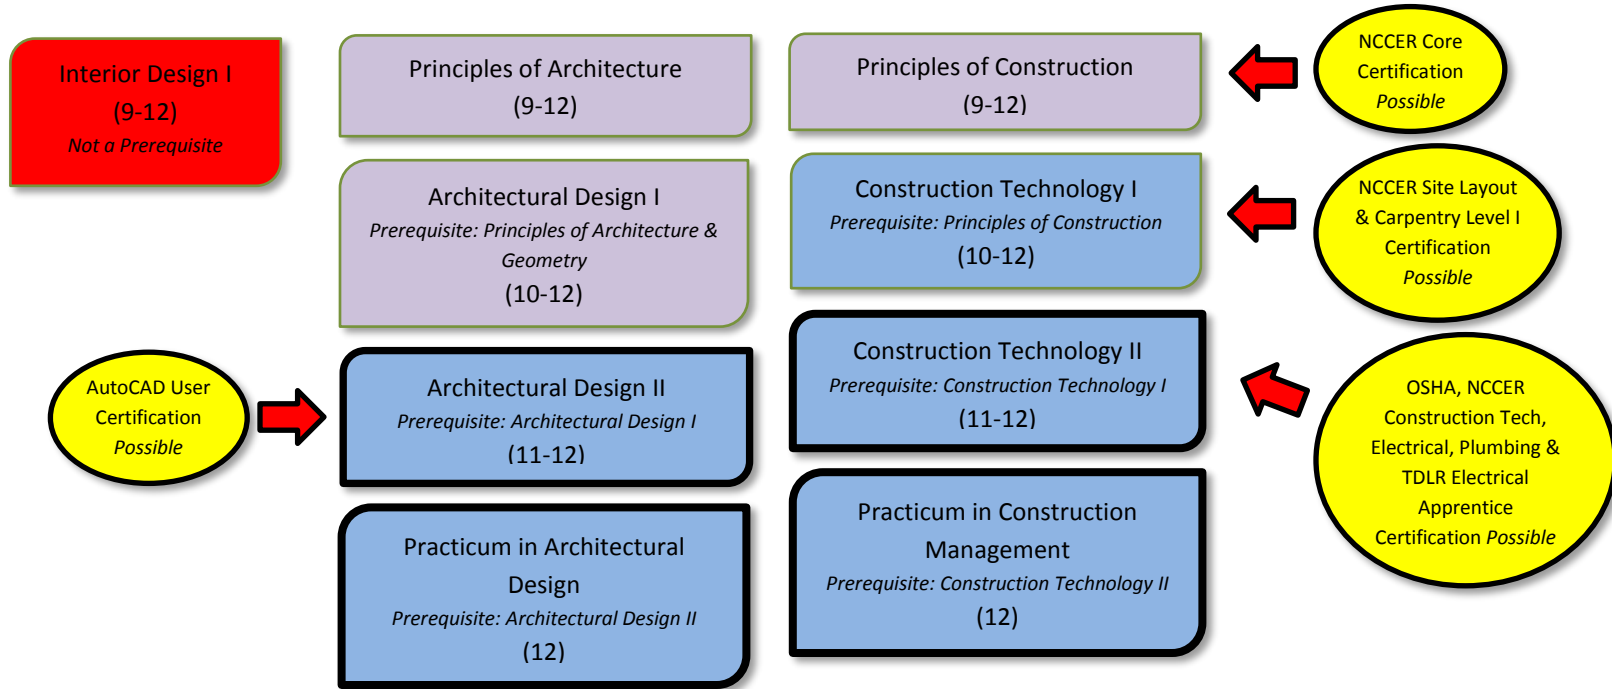 Interior Design I
(9-12)
Not a Prerequisite
Principles of Architecture
(9-12)
Principles of Construction
(9-12)
NCCER Core
Certification
Possible
Architectural Design I
Prerequisite: Principles of Architecture &
Geometry
(10-12)
Construction Technology I
Prerequisite: Principles of Construction
(10-12)
NCCER Site Layout
& Carpentry Level I
Certification
Possible
AutoCAD User
Certification
Possible
Architectural Design II
Prerequisite: Architectural Design I
(11-12)
Construction Technology II
Prerequisite: Construction Technology I
(11-12)
OSHA, NCCER
Construction Tech,
Electrical, Plumbing &
TDLR Electrical
Apprentice
Certification Possible
Practicum in Architectural
Design
Prerequisite: Architectural Design II
(12)
Practicum in Construction
Management
Prerequisite: Construction Technology II
(12)